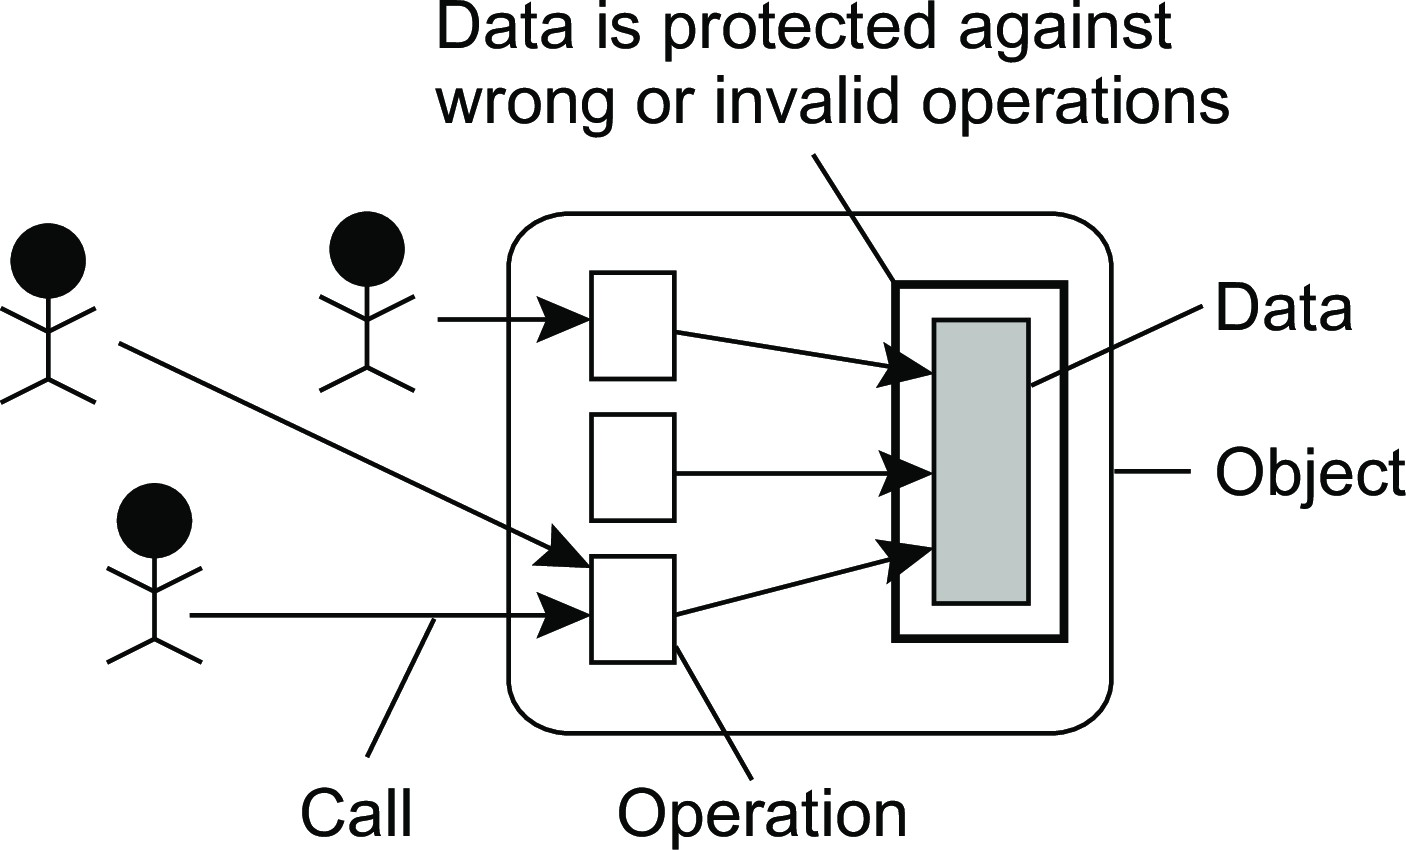 Data is protected against
wrong or invalid operations
Data
Object
Call
Operation